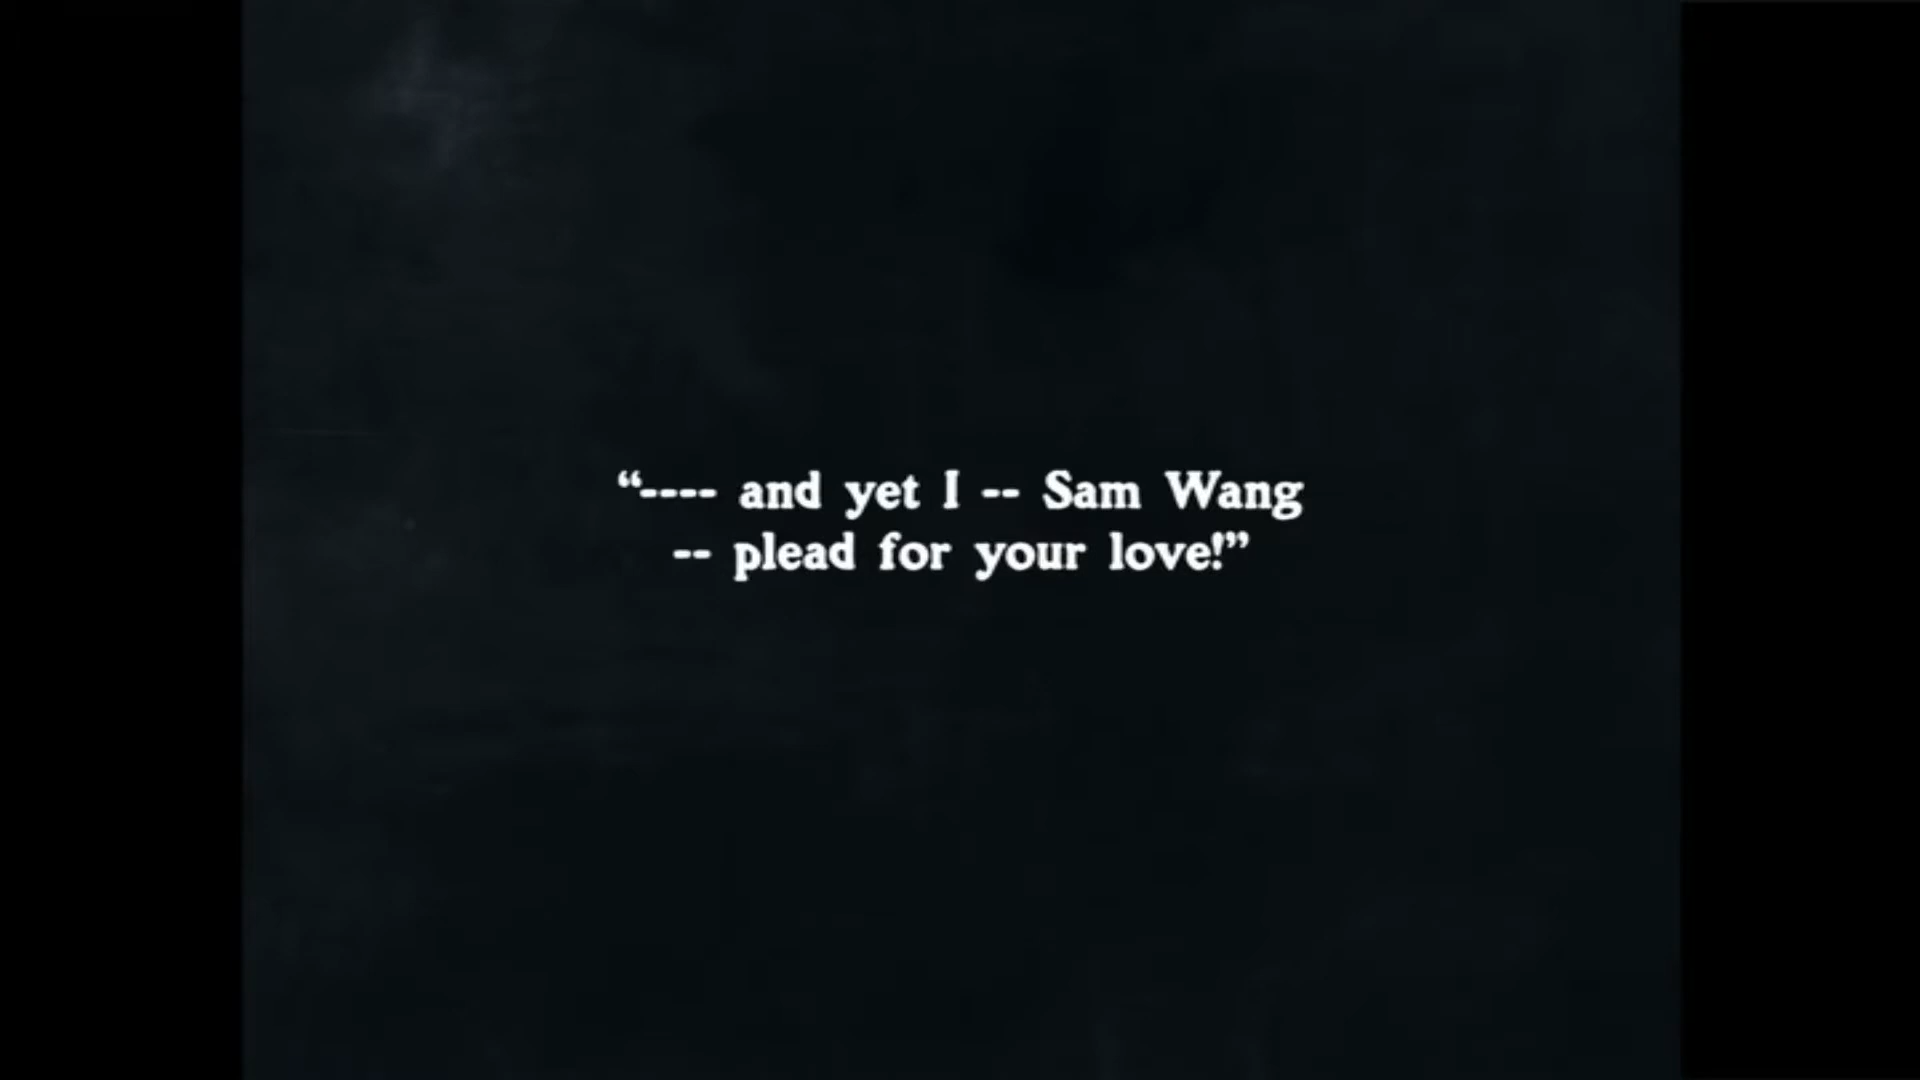 “---- and yet I -- Sam Wang
-- plead for your love!”